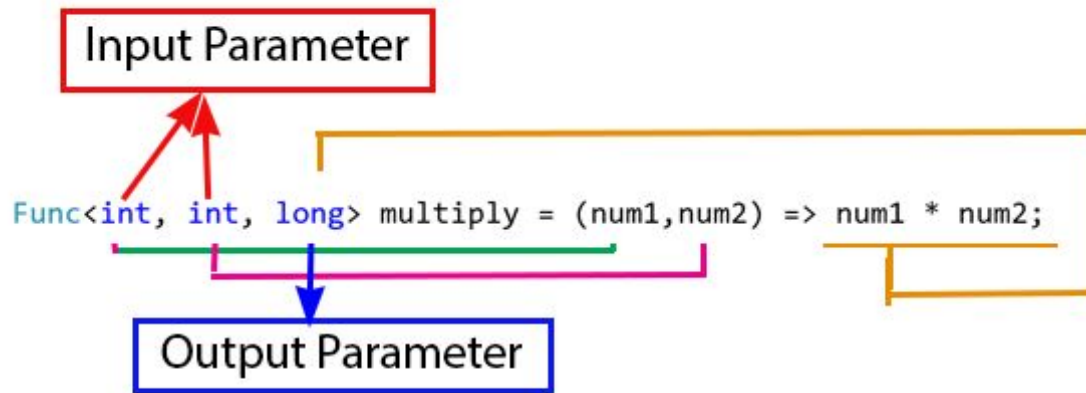 Input Parameter
Func<int, int, long> multiply = (num1,num2) => num1 * num2;
Output Parameter